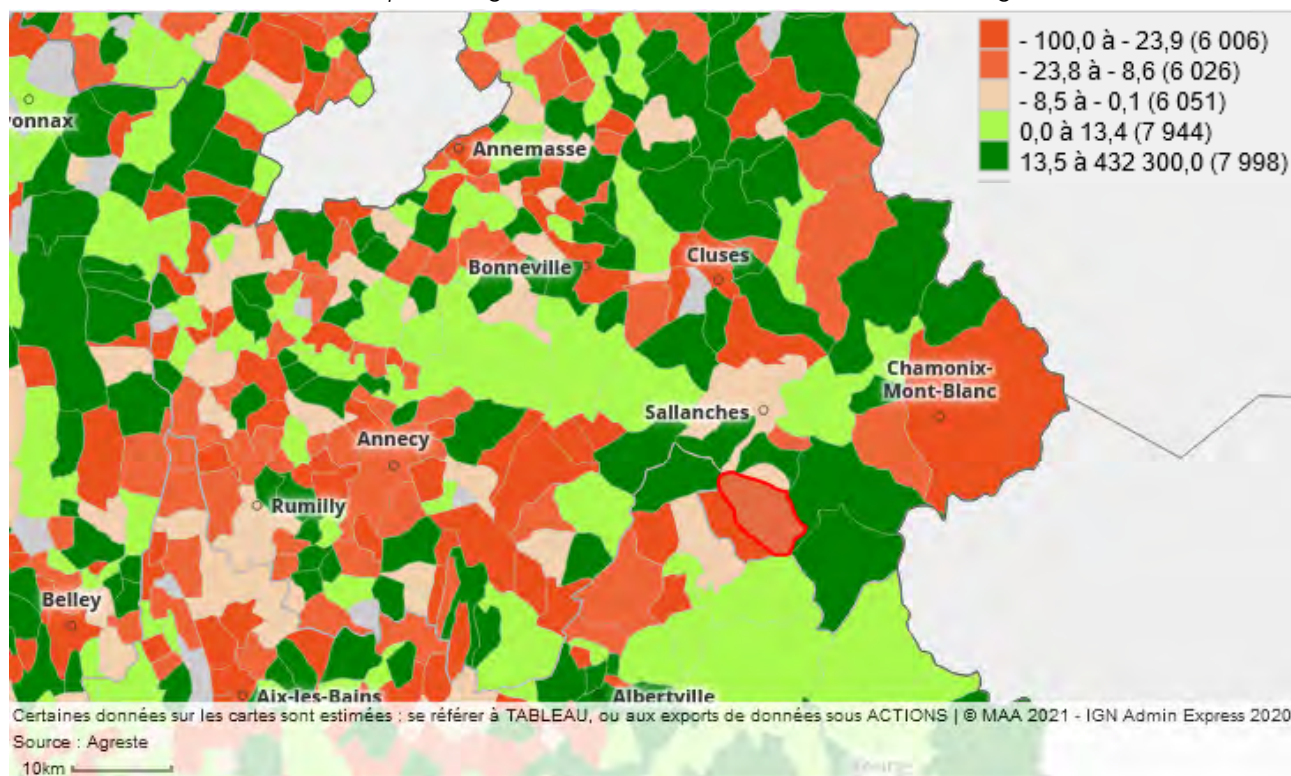 - 100,0 à - 23,9 (6 006)
- 23,8 à - 8,6 (6 026)
- 8,5 à - 0,1 (6 051)
0,0 à 13,4 (7 944)
13,5 à 432 300,0 (7 998)
yonnax
Annemasse
Bonneville
Cluses
Chamonix-
Mont-Blanc
Sallanches
Annecy
Rumilly
Belley
Aix-les-Bains
Albertville
Certaines données sur les cartes sont estimées : se référer à TABLEAU, ou aux exports de données sous ACTIONS | © MAA 2021 - IGN Admin Express 2020
Source : Agreste
10km